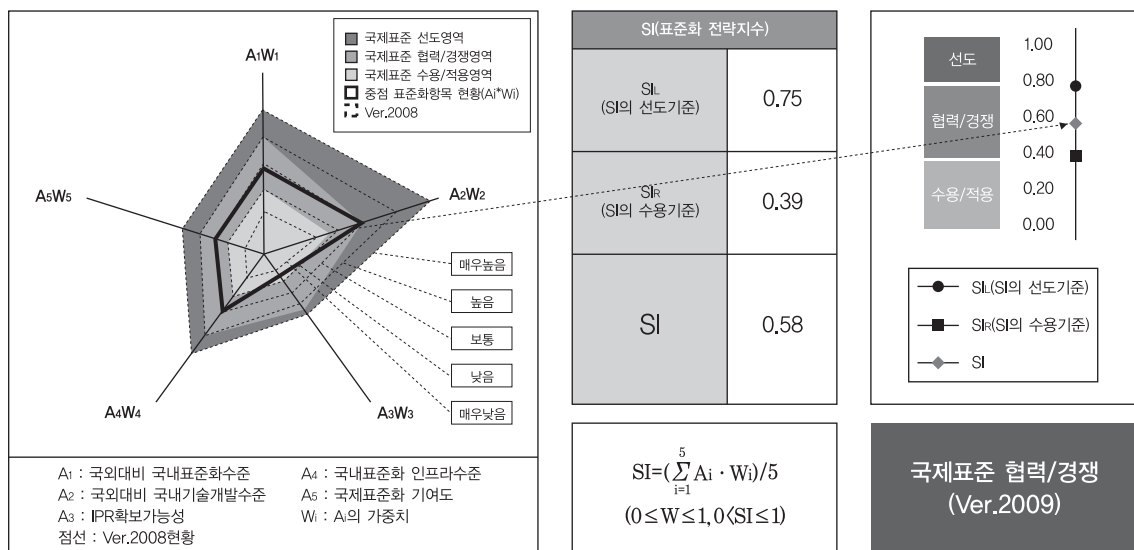 국제표준 선도영역
국제표준 협력/경쟁영역
국제표준 수용/적용영역
중점 표준화항목 현황(Ai*Wi)
Ver.2008
A1W1
A2W2
A3W3
A4W4
A5W5
매우높음
높음
보통
낮음
매우낮음
A1 : 국외대비 국내표준화수준
A2 : 국외대비 국내기술개발수준
A3 : IPR확보가능성
점선 : Ver.2008현황
A4 : 국내표준화 인프라수준
A5 : 국제표준화 기여도
Wi : Ai의 가중치
SI(표준화 전략지수)
SIL
(SI의 선도기준)
0.75
SIR
(SI의 수용기준)
0.39
SI
0.58
SI=(∑ Ai · Wi)/5
5
i=1
(0≤W≤1, 0<SI≤1)
선도
협력/경쟁
수용/적용
1.00
0.80
0.60
0.40
0.20
0.00
SIL(SI의 선도기준)
SIR(SI의 수용기준)
SI
국제표준 협력/경쟁
(Ver.2009)